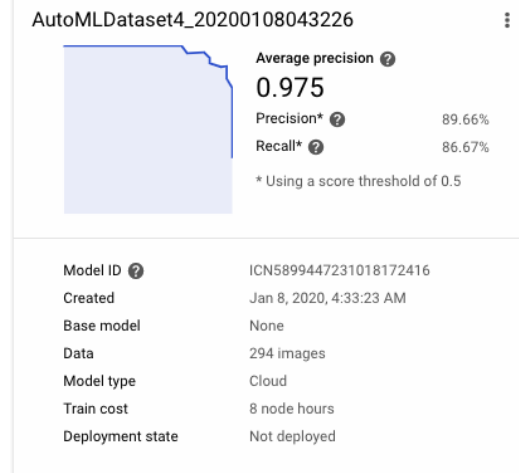 AutoMLDataset4_20200108043226
Average precision
0.975
Precision* 89.66%
Recall* 86.67%
* Using a score threshold of 0.5
Model ID ICN5899447231018172416
Created Jan 8, 2020, 4:33:23 AM
Base model None
Data 294 images
Model type Cloud
Train cost 8 node hours
Deployment state Not deployed